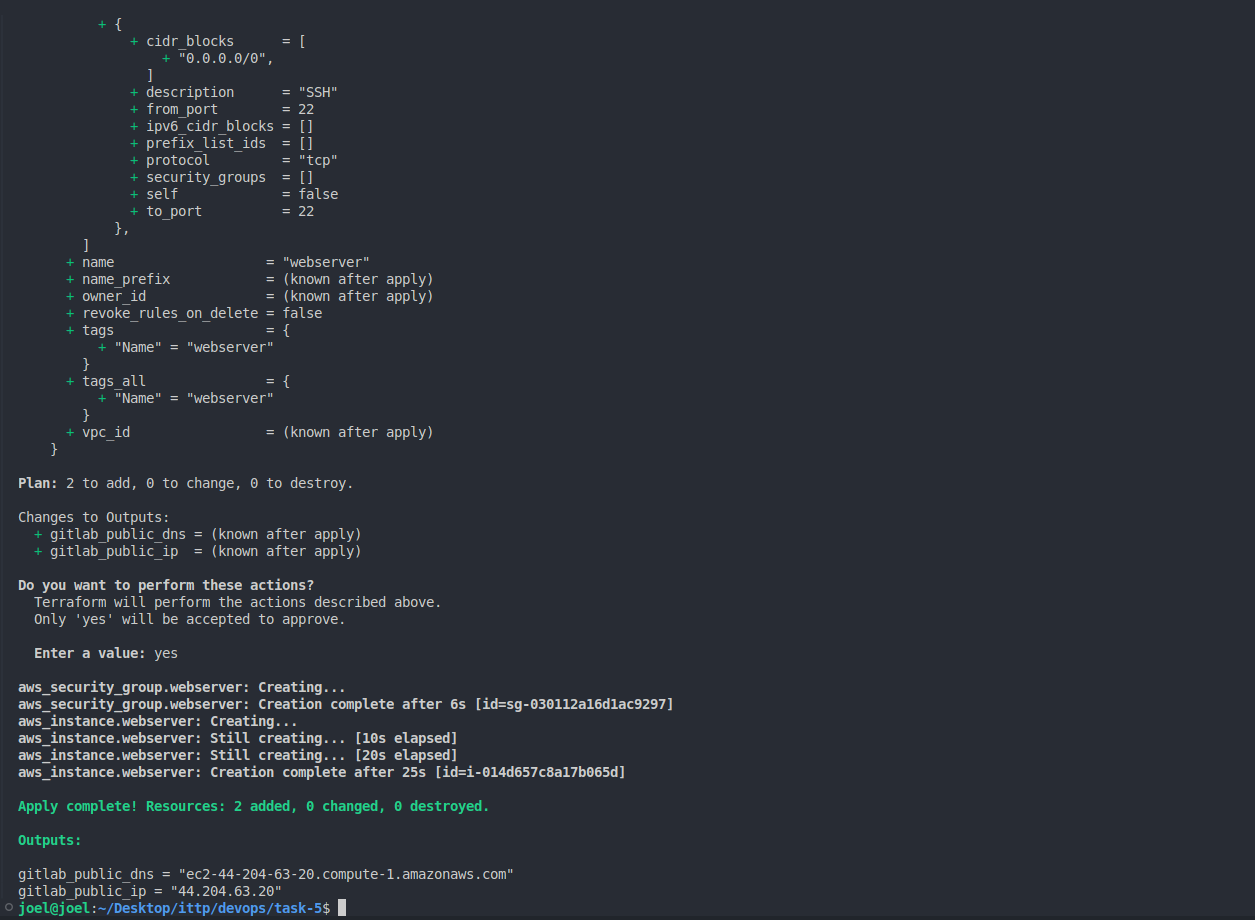 + {
              + cidr_blocks      = [
                  + "0.0.0.0/0",
                ]
              + description      = "SSH"
              + from_port        = 22
              + ipv6_cidr_blocks = []
              + prefix_list_ids  = []
              + protocol         = "tcp"
              + security_groups  = []
              + self             = false
              + to_port          = 22
            },
        ]
      + name                   = "webserver"
      + name_prefix            = (known after apply)
      + owner_id               = (known after apply)
      + revoke_rules_on_delete = false
      + tags                   = {
          + "Name" = "webserver"
        }
      + tags_all               = {
          + "Name" = "webserver"
        }
      + vpc_id                 = (known after apply)
    }

Plan: 2 to add, 0 to change, 0 to destroy.

Changes to Outputs:
  + gitlab_public_dns = (known after apply)
  + gitlab_public_ip  = (known after apply)

Do you want to perform these actions?
  Terraform will perform the actions described above.
  Only 'yes' will be accepted to approve.

  Enter a value: yes

aws_security_group.webserver: Creating...
aws_security_group.webserver: Creation complete after 6s [id=sg-030112a16d1ac9297]
aws_instance.webserver: Creating...
aws_instance.webserver: Still creating... [10s elapsed]
aws_instance.webserver: Still creating... [20s elapsed]
aws_instance.webserver: Creation complete after 25s [id=i-014d657c8a17b065d]

Apply complete! Resources: 2 added, 0 changed, 0 destroyed.

Outputs:

gitlab_public_dns = "ec2-44-204-63-20.compute-1.amazonaws.com"
gitlab_public_ip = "44.204.63.20"
joel@joel:~/Desktop/ittp/devops/task-5$